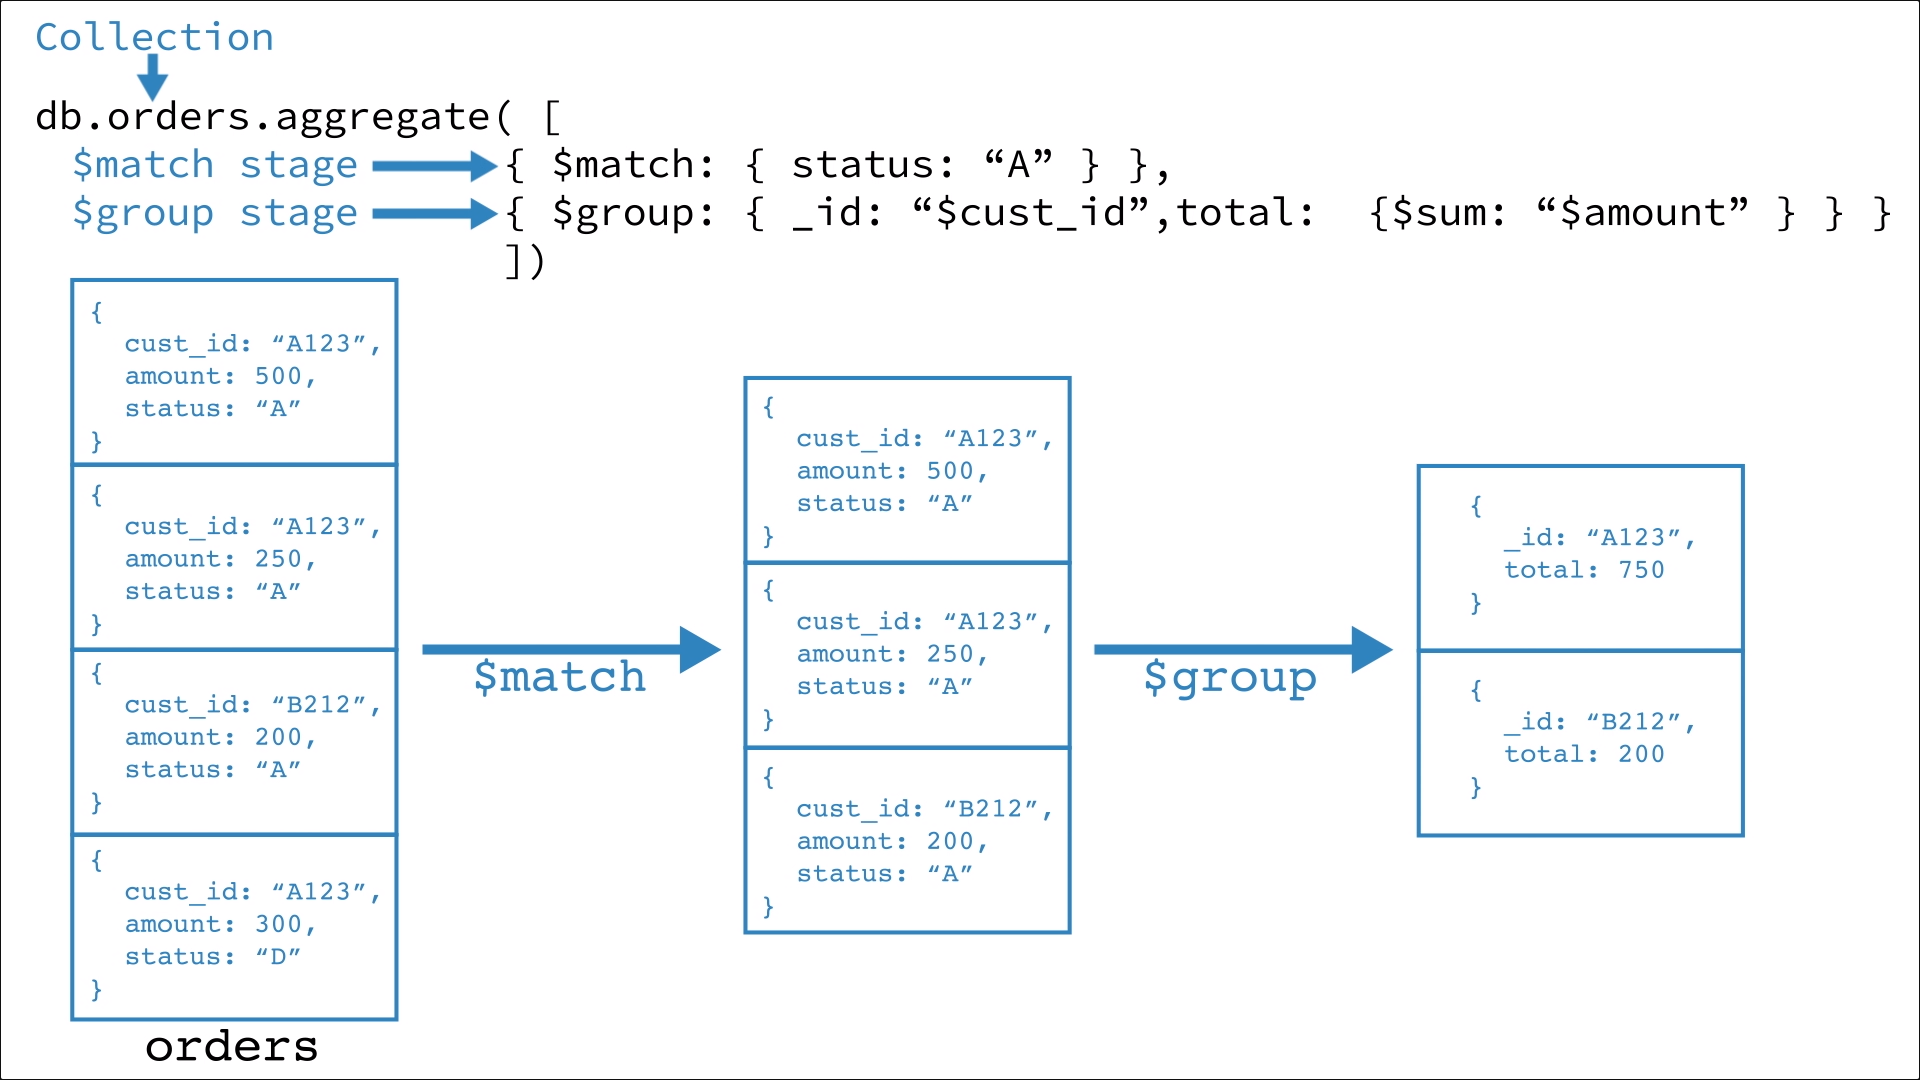 Collection
db.orders.aggregate( [
$match stage { $match: { status: “A” } },
$group stage { $group: { _id: “$cust_id”,total: {$sum: “$amount” } } }
])
{
cust_id: “A123”,
amount: 500,
status: “A”
}
{
cust_id: “A123”,
amount: 250,
status: “A”
}
{
cust_id: “B212”,
amount: 200,
status: “A”
}
{
cust_id: “A123”,
amount: 300,
status: “D”
}
orders
$match
{
cust_id: “A123”,
amount: 500,
status: “A”
}
{
cust_id: “A123”,
amount: 250,
status: “A”
}
{
cust_id: “B212”,
amount: 200,
status: “A”
}
$group
{
_id: “A123”,
total: 750
}
{
_id: “B212”,
total: 200
}